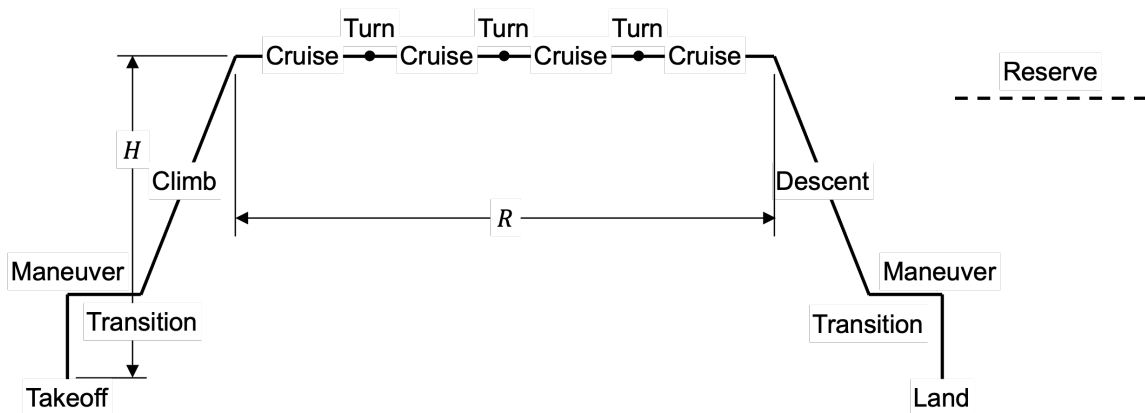 Turn Turn Turn
Cruise Cruise Cruise Cruise
Reserve
H
Climb Descent
R
Maneuver Maneuver
Transition Transition
Takeoff Land